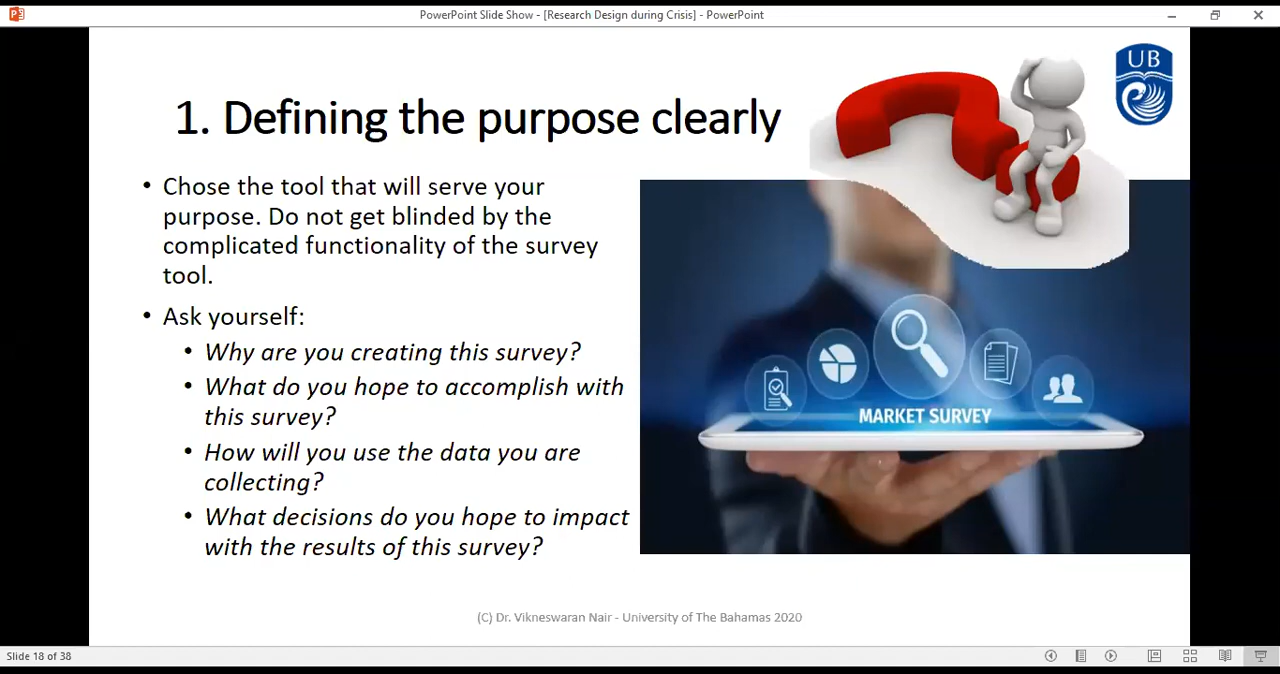 PowerPoint Slide Show - [Research Design during Crisis] - PowerPoint
UB
1. Defining the purpose clearly
• Chose the tool that will serve your
purpose. Do not get blinded by the
complicated functionality of the survey
tool.
• Ask yourself:
• Why are you creating this survey?
• What do you hope to accomplish with
this survey?
• How will you use the data you are
collecting?
• What decisions do you hope to impact
with the results of this survey?
MARKET SURVEY
(C) Dr. Vikneswaran Nair - University of The Bahamas 2020
Slide 18 of 38